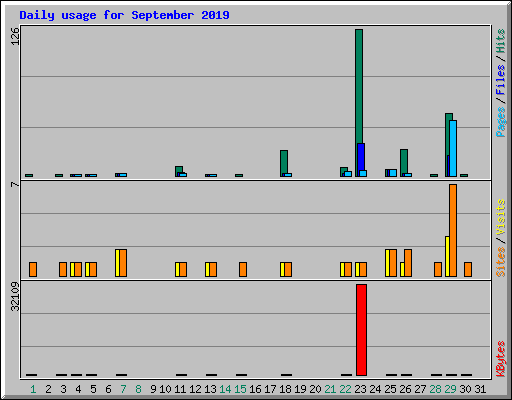 Daily usage for September 2019
126
7
32109
Pages/Files/Hits
Sites/Visits
KBytes
1 2 3 4 5 6 7 8 9 10 11 12 13 14 15 16 17 18 19 20 21 22 23 24 25 26 27 28 29 30 31